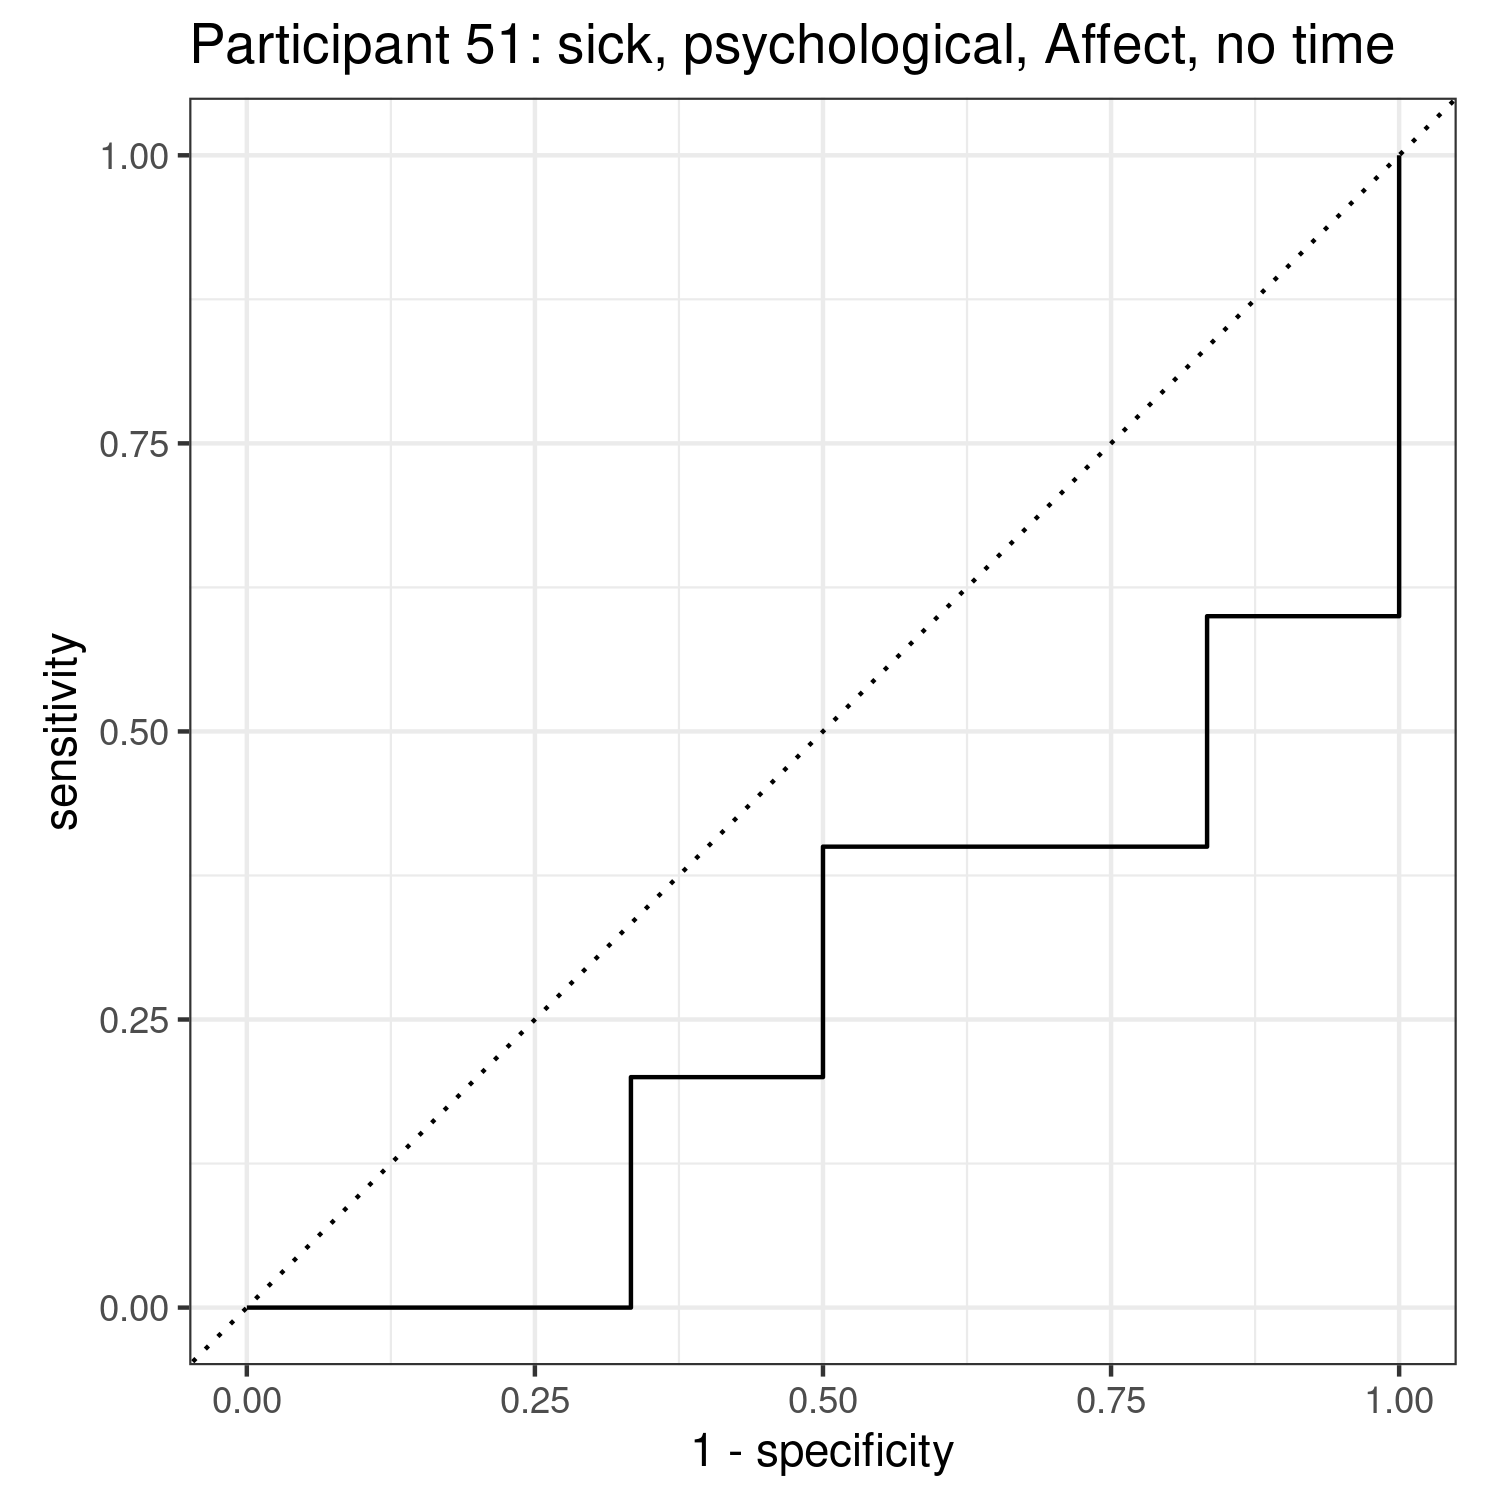 Participant 51: sick, psychological, Affect, no time
1.00
0.75
0.50
0.25
0.00
sensitivity
0.00 0.25 0.50 0.75 1.00
1 - specificity